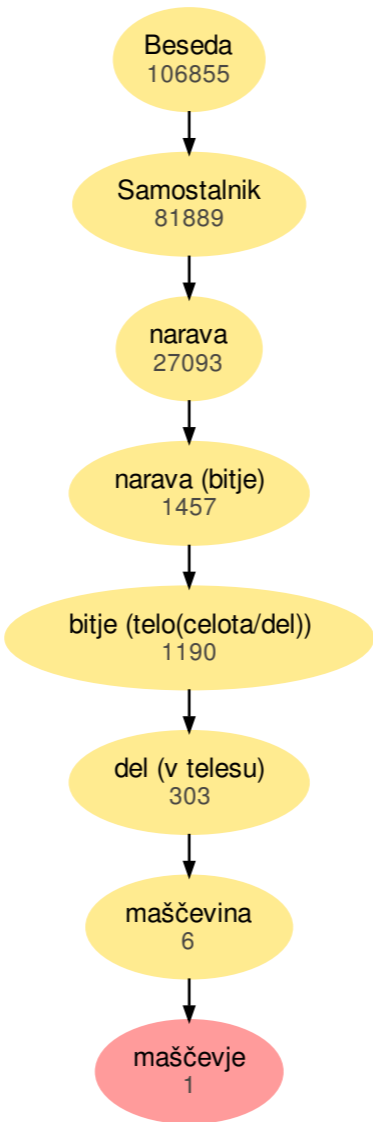 Beseda
106855
Samostalnik
81889
narava
27093
narava (bitje)
1457
bitje (telo(celota/del))
1190
del (v telesu)
303
maščevina
6
maščevje
1